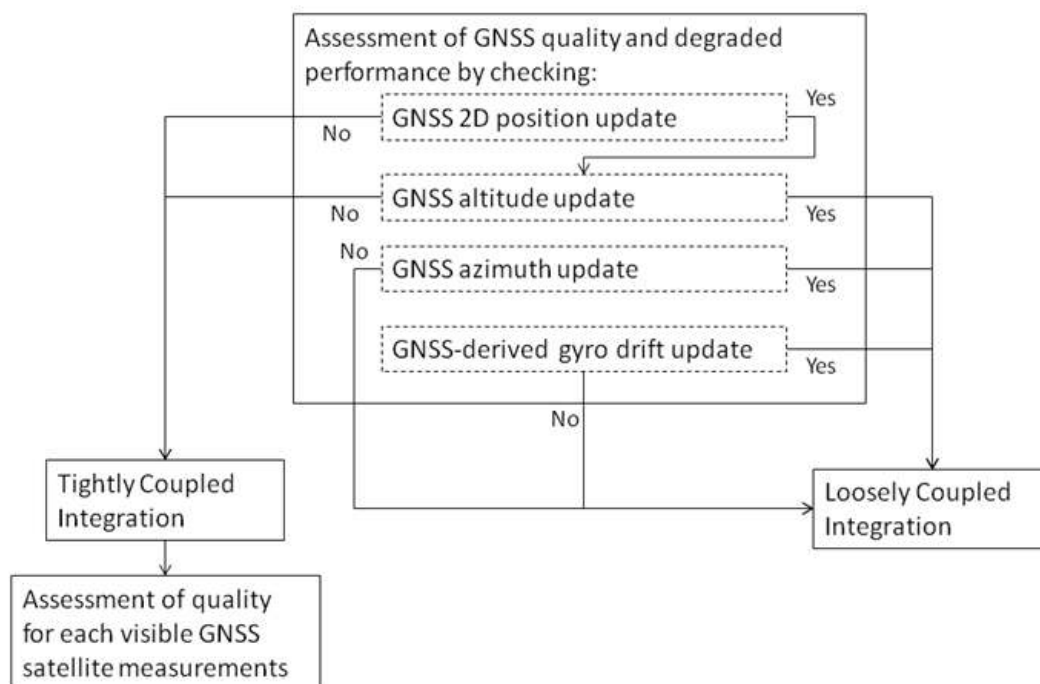 Assessment of GNSS quality and degraded
performance by checking:
Yes
GNSS 2D position update
No
GNSS altitude update
No
Yes
No
GNSS azimuth update
Yes
GNSS-derived gyro drift update
Yes
No
Tightly Coupled
Integration
Loosely Coupled
Integration
Assessment of quality
for each visible GNSS
satellite measurements